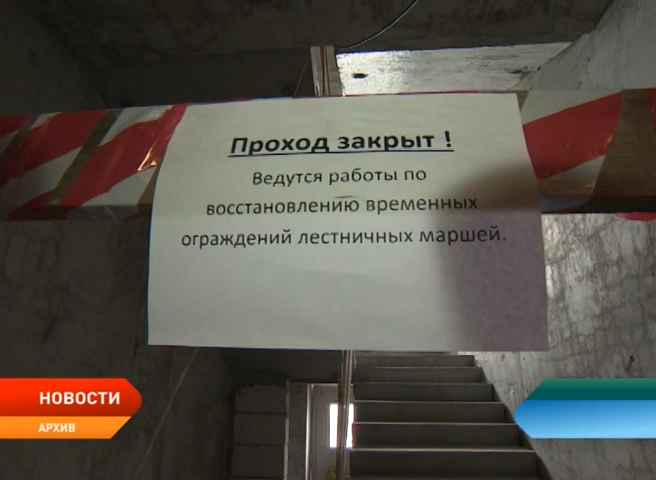 Проход закрыт !
Ведутся работы по
восстановлению временных
ограждений лестничных маршей.
НОВОСТИ
АРХИВ